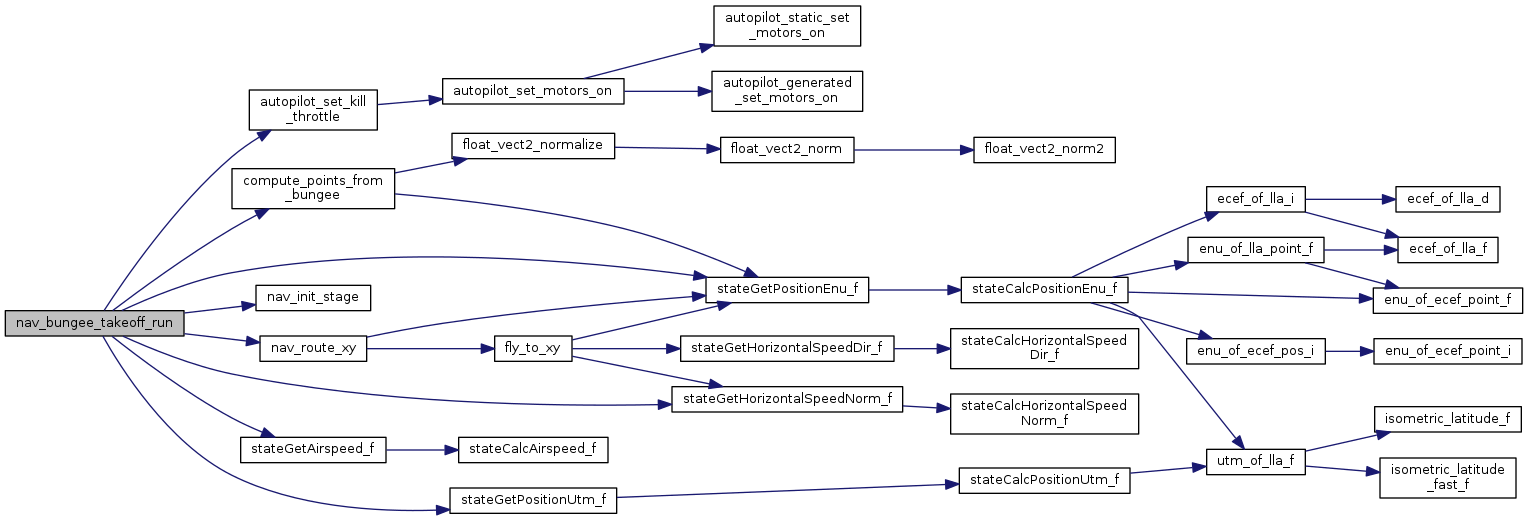 nav_bungee_takeoff_run
autopilot_set_kill
_throttle
compute_points_from
_bungee
nav_init_stage
nav_route_xy
stateGetAirspeed_f
autopilot_set_motors_on
float_vect2_normalize
fly_to_xy
stateCalcAirspeed_f
stateGetPositionUtm_f
autopilot_static_set
_motors_on
autopilot_generated
_set_motors_on
float_vect2_norm
stateGetPositionEnu_f
stateGetHorizontalSpeedDir_f
stateGetHorizontalSpeedNorm_f
float_vect2_norm2
stateCalcPositionEnu_f
stateCalcHorizontalSpeed
Dir_f
stateCalcHorizontalSpeed
Norm_f
stateCalcPositionUtm_f
ecef_of_lla_i
enu_of_lla_point_f
enu_of_ecef_pos_i
utm_of_lla_f
ecef_of_lla_d
ecef_of_lla_f
enu_of_ecef_point_f
enu_of_ecef_point_i
isometric_latitude_f
isometric_latitude
_fast_f